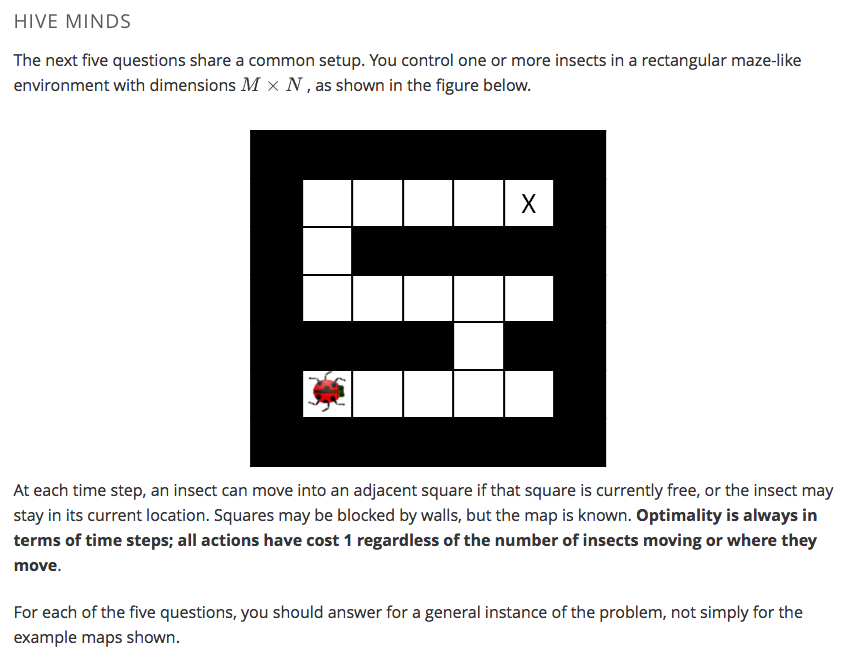 HIVE MINDS
The next five questions share a common setup. You control one or more insects in a rectangular maze-like
environment with dimensions M × N , as shown in the figure below.
X
At each time step, an insect can move into an adjacent square if that square is currently free, or the insect may
stay in its current location. Squares may be blocked by walls, but the map is known. Optimality is always in
terms of time steps; all actions have cost 1 regardless of the number of insects moving or where they
move.
For each of the five questions, you should answer for a general instance of the problem, not simply for the
example maps shown.